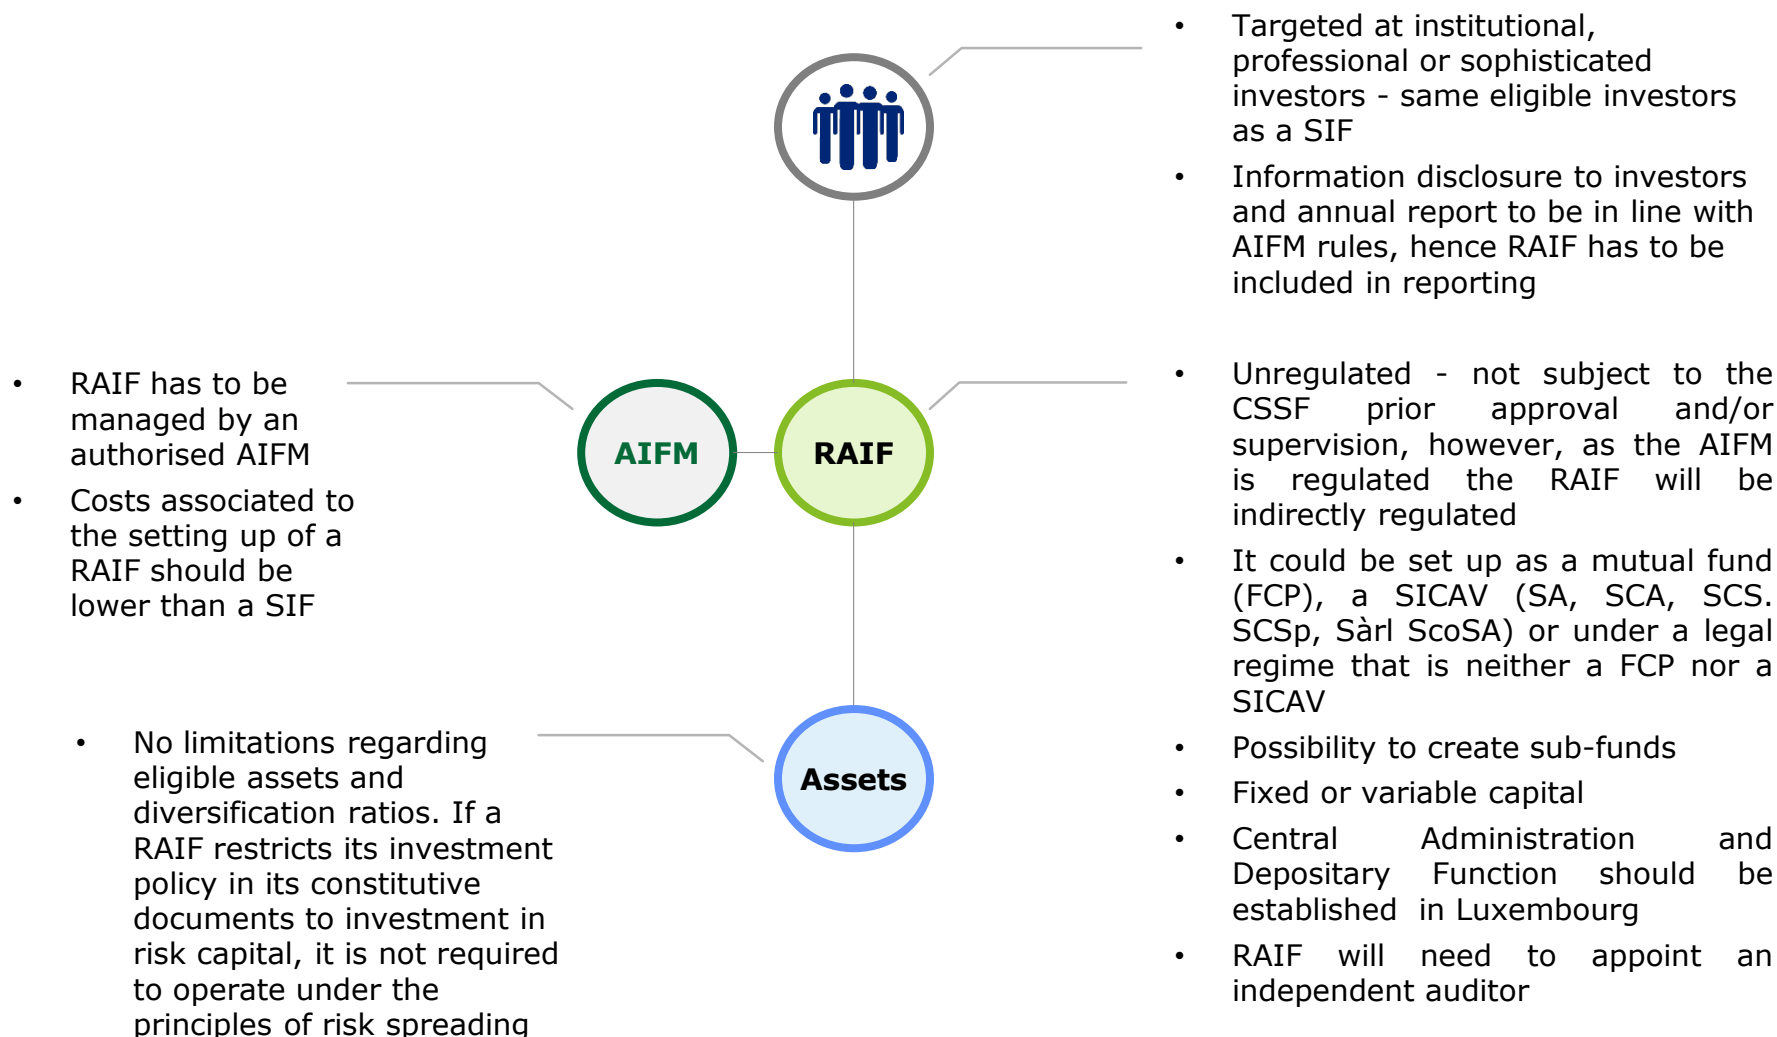 • Targeted at institutional,
professional or sophisticated
investors - same eligible investors
as a SIF
• Information disclosure to investors
and annual report to be in line with
AIFM rules, hence RAIF has to be
included in reporting
• RAIF has to be
managed by an
authorised AIFM
• Costs associated to
the setting up of a
RAIF should be
lower than a SIF
AIFM
RAIF
• Unregulated - not subject to the
CSSF prior approval and/or
supervision, however, as the AIFM
is regulated the RAIF will be
indirectly regulated
• It could be set up as a mutual fund
(FCP), a SICAV (SA, SCA, SCS.
SCSp, Sàrl ScoSA) or under a legal
regime that is neither a FCP nor a
SICAV
• Possibility to create sub-funds
• Fixed or variable capital
• Central Administration and
Depositary Function should be
established in Luxembourg
• RAIF will need to appoint an
independent auditor
• No limitations regarding
eligible assets and
diversification ratios. If a
RAIF restricts its investment
policy in its constitutive
documents to investment in
risk capital, it is not required
to operate under the
principles of risk spreading
Assets